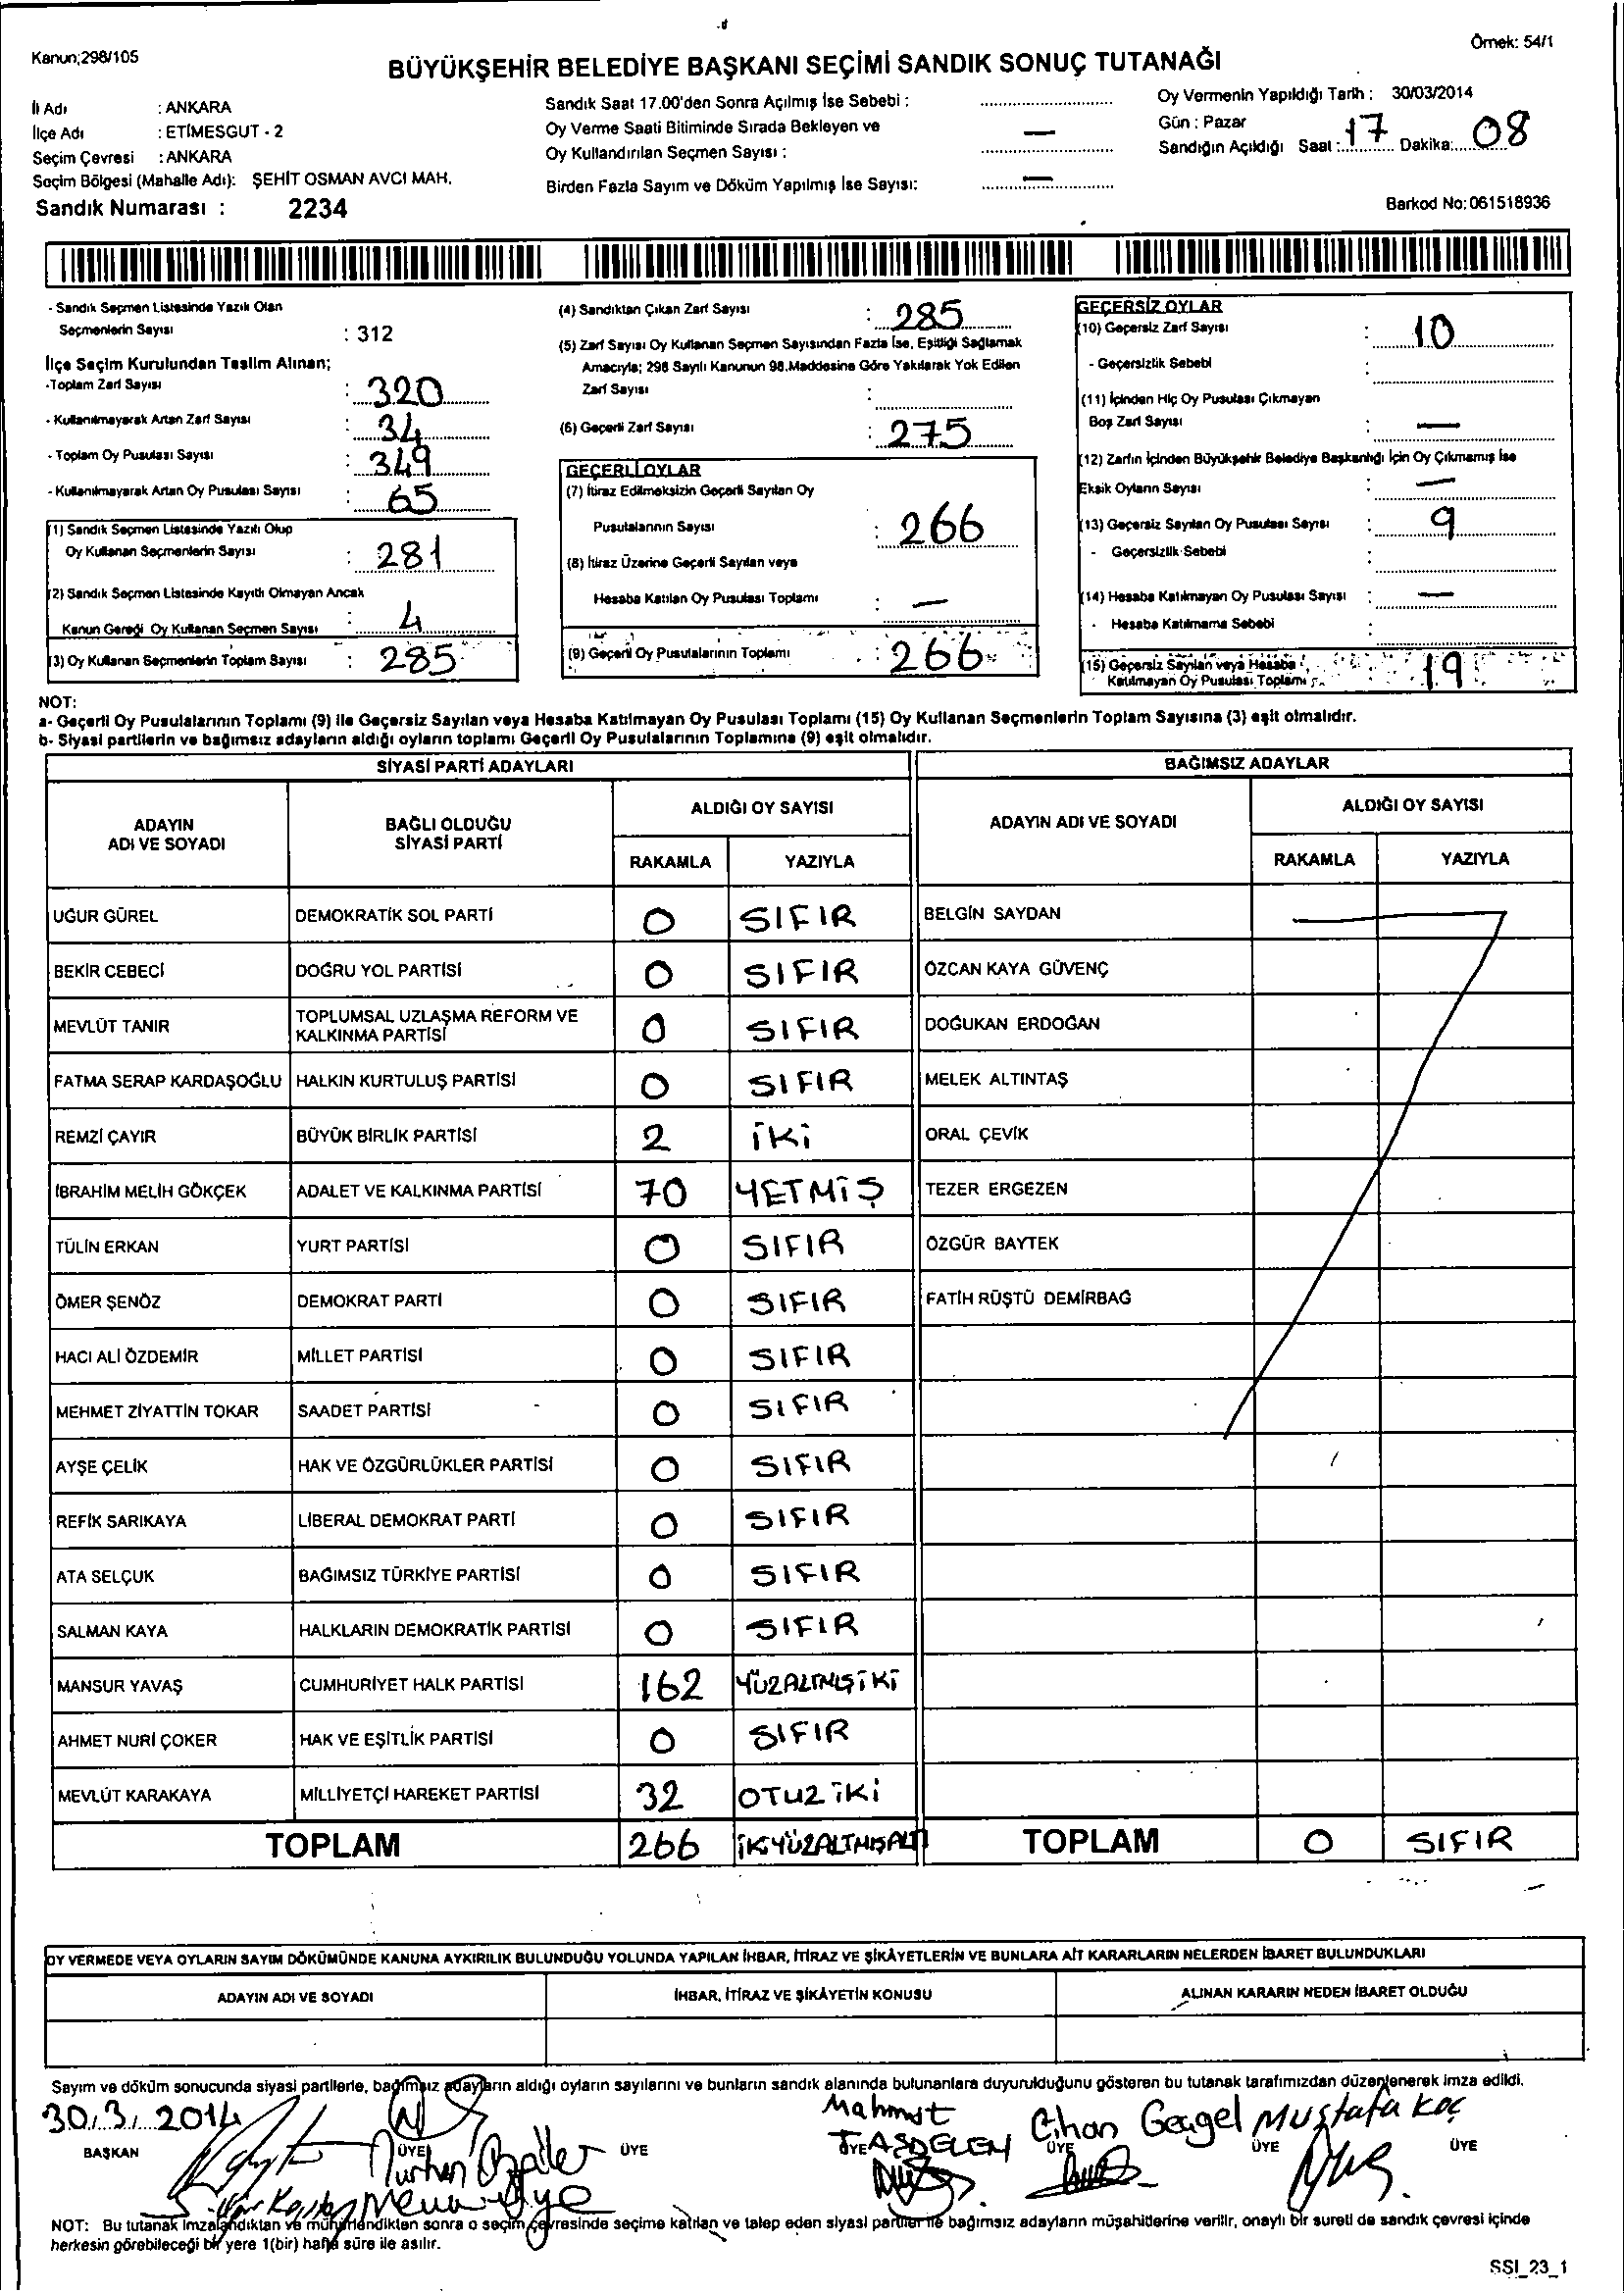 Kanun;298/105
Örnek: 54/1
BÜYÜKŞEHİR BELEDİYE BAŞKANI SEÇİMİ SANDIK SONUÇ TUTANAĞI
İl Adı : ANKARA
İlçe Adı : ETİMESGUT - 2
Seçim Çevresi : ANKARA
Seçim Bölgesi (Mahalle Adı): ŞEHİT OSMAN AVCI MAH.
Sandık Numarası : 2234
Sandık Saat 17.00'den Sonra Açılmış İse Sebebi :
Oy Verme Saati Bitiminde Sırada Bekleyen ve
Oy Kullandırılan Seçmen Sayısı : —
Birden Fazla Sayım ve Döküm Yapılmış İse Sayısı: —
Oy Vermenin Yapıldığı Tarih : 30/03/2014
Gün : Pazar
Sandığın Açıldığı Saat : 17 Dakika: 08
Barkod No: 061518936
- Sandık Seçmen Listesinde Yazılı Olan
Seçmenlerin Sayısı : 312
İlçe Seçim Kurulundan Teslim Alınan;
-Toplam Zarf Sayısı : 320
- Kullanılmayarak Artan Zarf Sayısı : 34
- Toplam Oy Pusulası Sayısı : 349
- Kullanılmayarak Artan Oy Pusulası Sayısı : 65
(1) Sandık Seçmen Listesinde Yazılı Olup
Oy Kullanan Seçmenlerin Sayısı : 281
(2) Sandık Seçmen Listesinde Kayıtlı Olmayan Ancak
Kanun Gereği Oy Kullanan Seçmen Sayısı : 4
(3) Oy Kullanan Seçmenlerin Toplam Sayısı : 285
(4) Sandıktan Çıkan Zarf Sayısı : 285
(5) Zarf Sayısı Oy Kullanan Seçmen Sayısından Fazla İse, Eşitliği Sağlamak
Amacıyla; 298 Sayılı Kanunun 98.Maddesine Göre Yakılarak Yok Edilen
Zarf Sayısı :
(6) Geçerli Zarf Sayısı : 275
GEÇERLİ OYLAR
(7) İtiraz Edilmeksizin Geçerli Sayılan Oy
Pusulalarının Sayısı : 266
(8) İtiraz Üzerine Geçerli Sayılan veya
Hesaba Katılan Oy Pusulası Toplamı : —
(9) Geçerli Oy Pusulalarının Toplamı : 266
GEÇERSİZ OYLAR
(10) Geçersiz Zarf Sayısı : 10
- Geçersizlik Sebebi :
(11) İçinden Hiç Oy Pusulası Çıkmayan
Boş Zarf Sayısı : —
(12) Zarfın İçinden Büyükşehir Belediye Başkanlığı İçin Oy Çıkmamış İse
Eksik Oyların Sayısı : —
(13) Geçersiz Sayılan Oy Pusulası Sayısı : 9
- Geçersizlik Sebebi :
(14) Hesaba Katılmayan Oy Pusulası Sayısı : —
- Hesaba Katılmama Sebebi :
(15) Geçersiz Sayılan veya Hesaba
Katılmayan Oy Pusulası Toplamı : 19
NOT:
a- Geçerli Oy Pusulalarının Toplamı (9) ile Geçersiz Sayılan veya Hesaba Katılmayan Oy Pusulası Toplamı (15) Oy Kullanan Seçmenlerin Toplam Sayısına (3) eşit olmalıdır.
b- Siyasi partilerin ve bağımsız adayların aldığı oyların toplamı Geçerli Oy Pusulalarının Toplamına (9) eşit olmalıdır.
SİYASİ PARTİ ADAYLARI BAĞIMSIZ ADAYLAR
ADAYIN ADI VE SOYADI BAĞLI OLDUĞU SİYASİ PARTİ ALDIĞI OY SAYISI ADAYIN ADI VE SOYADI ALDIĞI OY SAYISI
RAKAMLA YAZIYLA RAKAMLA YAZIYLA
UĞUR GÜREL DEMOKRATİK SOL PARTİ 0 SIFIR BELGİN SAYDAN
BEKİR CEBECİ DOĞRU YOL PARTİSİ 0 SIFIR ÖZCAN KAYA GÜVENÇ
MEVLÜT TANIR TOPLUMSAL UZLAŞMA REFORM VE KALKINMA PARTİSİ 0 SIFIR DOĞUKAN ERDOĞAN
FATMA SERAP KARDAŞOĞLU HALKIN KURTULUŞ PARTİSİ 0 SIFIR MELEK ALTINTAŞ
REMZİ ÇAYIR BÜYÜK BİRLİK PARTİSİ 2 İKİ ORAL ÇEVİK
İBRAHİM MELİH GÖKÇEK ADALET VE KALKINMA PARTİSİ 70 YETMİŞ TEZER ERGEZEN
TÜLİN ERKAN YURT PARTİSİ 0 SIFIR ÖZGÜR BAYTEK
ÖMER ŞENÖZ DEMOKRAT PARTİ 0 SIFIR FATİH RÜŞTÜ DEMİRBAĞ
HACI ALİ ÖZDEMİR MİLLET PARTİSİ 0 SIFIR
MEHMET ZİYATTİN TOKAR SAADET PARTİSİ 0 SIFIR
AYŞE ÇELİK HAK VE ÖZGÜRLÜKLER PARTİSİ 0 SIFIR
REFİK SARIKAYA LİBERAL DEMOKRAT PARTİ 0 SIFIR
ATA SELÇUK BAĞIMSIZ TÜRKİYE PARTİSİ 0 SIFIR
SALMAN KAYA HALKLARIN DEMOKRATİK PARTİSİ 0 SIFIR
MANSUR YAVAŞ CUMHURİYET HALK PARTİSİ 162 YÜZALTMIŞİKİ
AHMET NURİ ÇOKER HAK VE EŞİTLİK PARTİSİ 0 SIFIR
MEVLÜT KARAKAYA MİLLİYETÇİ HAREKET PARTİSİ 32 OTUZİKİ
TOPLAM 266 İKİYÜZALTMIŞALTI TOPLAM 0 SIFIR
OY VERMEDE VEYA OYLARIN SAYIM DÖKÜMÜNDE KANUNA AYKIRILIK BULUNDUĞU YOLUNDA YAPILAN İHBAR, İTİRAZ VE ŞİKÂYETLERİN VE BUNLARA AİT KARARLARIN NELERDEN İBARET BULUNDUKLARI
ADAYIN ADI VE SOYADI İHBAR, İTİRAZ VE ŞİKÂYETİN KONUSU ALINAN KARARIN NEDEN İBARET OLDUĞU
Sayım ve döküm sonucunda siyasi partilerle, bağımsız adayların aldığı oyların sayılarını ve bunların sandık alanında bulunanlara duyurulduğunu gösteren bu tutanak tarafımızdan düzenlenerek imza edildi.
30/3/2014 Mahmut TAŞDELEN Cihan Mustafa Koç
BAŞKAN ÜYE ÜYE ÜYE ÜYE ÜYE ÜYE
NOT: Bu tutanak imzalandıktan ve mühürlendikten sonra o seçim çevresinde seçime katılan ve talep eden siyasi partiler ile bağımsız adayların müşahitlerine verilir, onaylı bir sureti de sandık çevresi içinde
herkesin görebileceği bir yere 1(bir) hafta süre ile asılır.
SSI_23_1